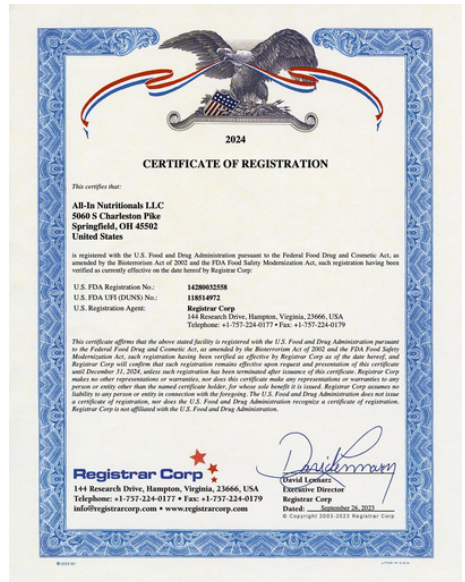 2024
CERTIFICATE OF REGISTRATION
This certifies that:
All-In Nutritionals LLC
5060 S Charleston Pike
Springfield, OH 45502
United States
is registered with the U.S. Food and Drug Administration pursuant to the Federal Food Drug and Cosmetic Act, as
amended by the Bioterrorism Act of 2002 and the FDA Food Safety Modernization Act, such registration having been
verified as currently effective on the date hereof by Registrar Corp:
U.S. FDA Registration No.: 14280032558
U.S. FDA UFI (DUNS) No.: 118514972
U.S. Registration Agent: Registrar Corp
144 Research Drive, Hampton, Virginia, 23666, USA
Telephone: +1-757-224-0177 • Fax: +1-757-224-0179
This certificate affirms that the above stated facility is registered with the U.S. Food and Drug Administration pursuant
to the Federal Food Drug and Cosmetic Act, as amended by the Bioterrorism Act of 2002 and the FDA Food Safety
Modernization Act, such registration having been verified as effective by Registrar Corp as of the date hereof, and
Registrar Corp will confirm that such registration remains effective upon request and presentation of this certificate
until December 31, 2024, unless such registration has been terminated after issuance of this certificate. Registrar Corp
makes no other representations or warranties, nor does this certificate make any representations or warranties to any
person or entity other than the named certificate holder, for whose sole benefit it is issued. Registrar Corp assumes no
liability to any person or entity in connection with the foregoing. The U.S. Food and Drug Administration does not issue
a certificate of registration, nor does the U.S. Food and Drug Administration recognize a certificate of registration.
Registrar Corp is not affiliated with the U.S. Food and Drug Administration.
Registrar Corp
144 Research Drive, Hampton, Virginia, 23666, USA
Telephone: +1-757-224-0177 • Fax: +1-757-224-0179
info@registrarcorp.com • www.registrarcorp.com
David Lennarz
David Lennarz
Executive Director
Registrar Corp
Dated: September 26, 2023
© Copyright 2003-2023 Registrar Corp